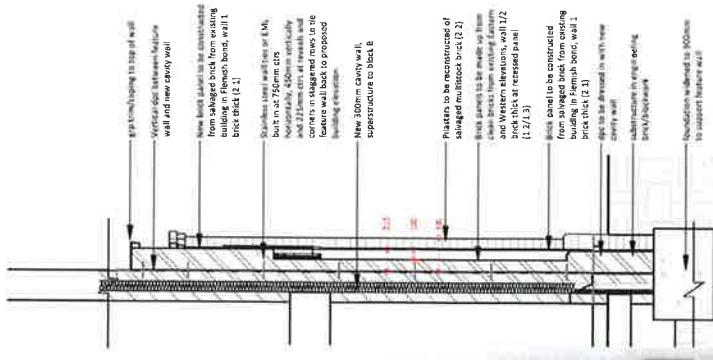 grp trim/coping to top of wall
Vertical dpc between feature
wall and new cavity wall
New brick panel to be constructed
from salvaged brick from existing
building in Flemish bond, wall 1
brick thick (2 1)
Stainless steel wall ties or EML
built in at 750mm ctrs
horizontally, 450mm vertically
and 225mm ctrs at reveals and
corners in staggered rows to tie
feature wall back to proposed
building elevation
New 300mm cavity wall,
superstructure to block B
Pilasters to be reconstructed of
salvaged multistock brick (2 2)
Brick panels to be made up from
clean brices from existing Eastern
and Western elevations, wall 1/2
brick thick at recessed panel
(1 2/1 3)
Brick panel to be constructed
from salvaged brick from existing
building in Flemish bond, wall 1
brick thick (2 1)
dpc to be dressed in with new
cavity wall
substructure in engineering
brick/blockwork
foundation widened to 900mm
to support feature wall
215